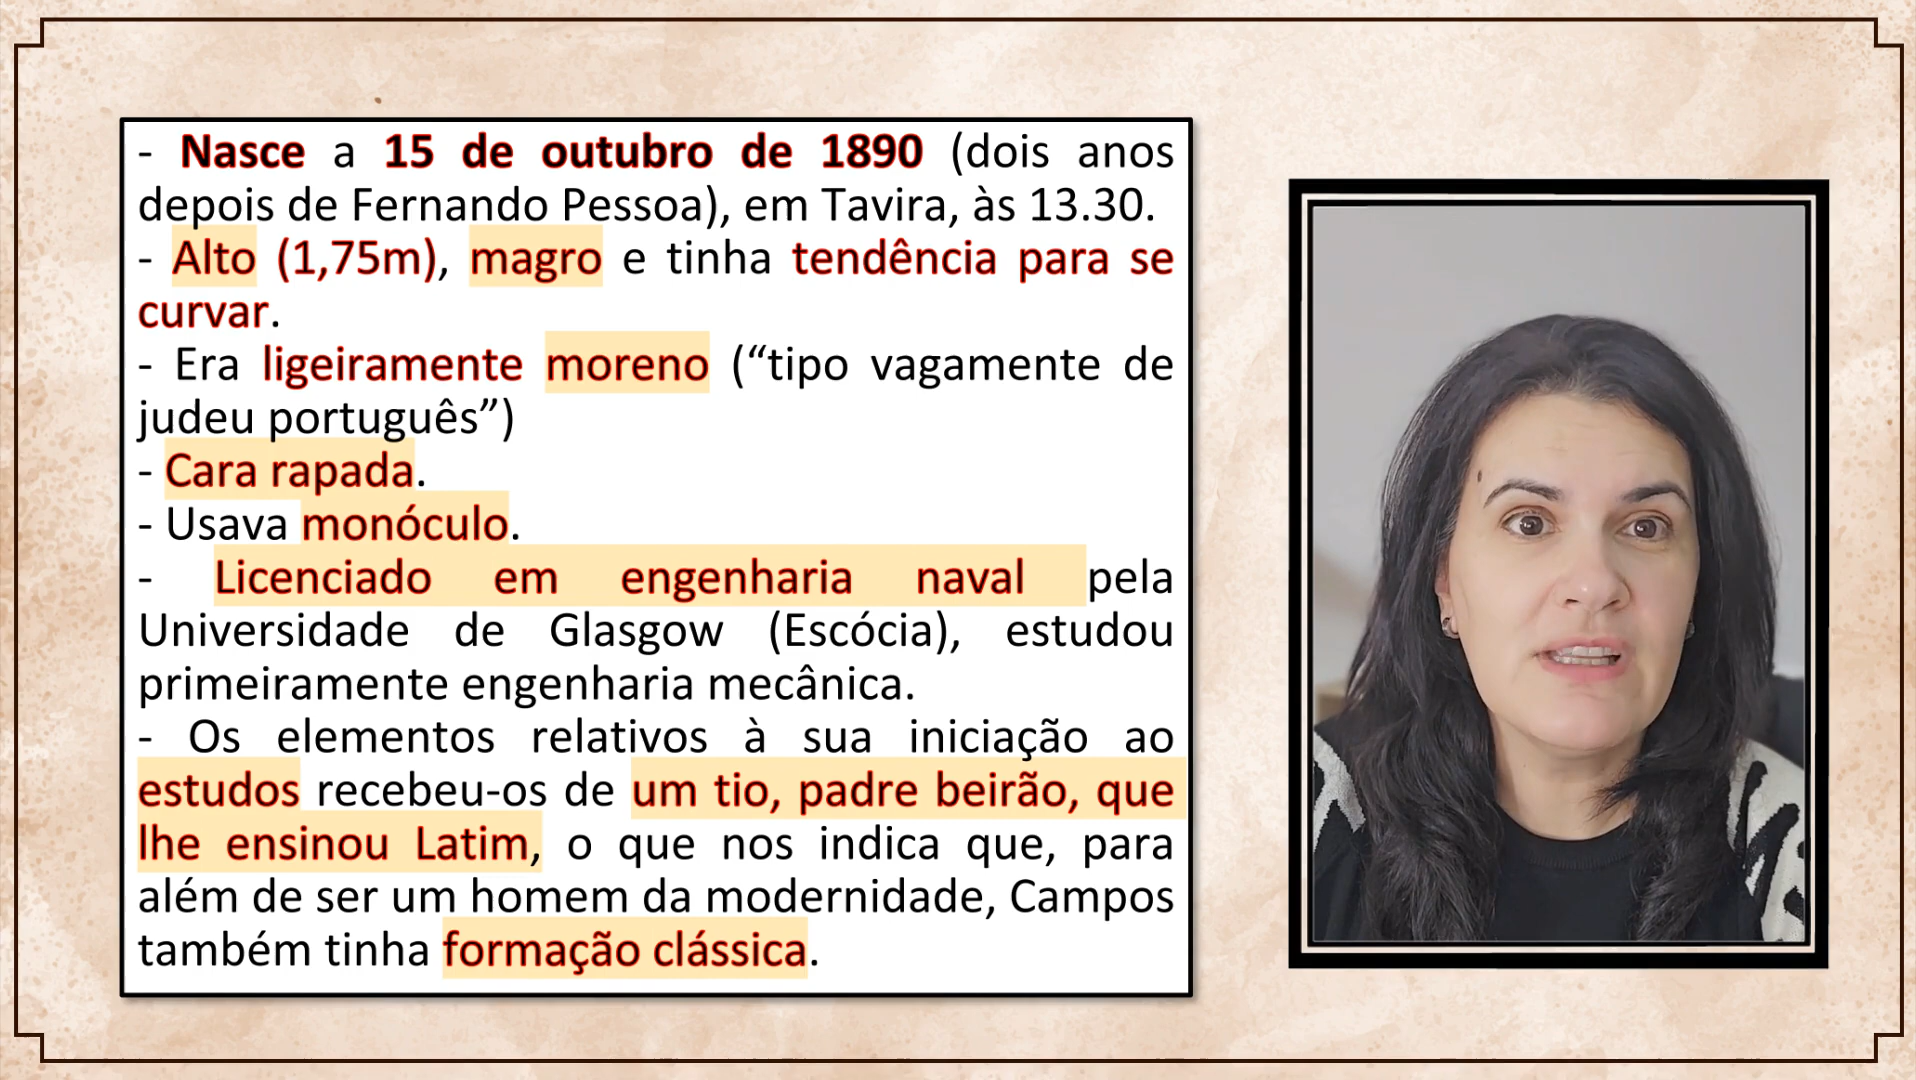 - Nasce a 15 de outubro de 1890 (dois anos
depois de Fernando Pessoa), em Tavira, às 13.30.
- Alto (1,75m), magro e tinha tendência para se
curvar.
- Era ligeiramente moreno (“tipo vagamente de
judeu português”)
- Cara rapada.
- Usava monóculo.
- Licenciado em engenharia naval pela
Universidade de Glasgow (Escócia), estudou
primeiramente engenharia mecânica.
- Os elementos relativos à sua iniciação ao
estudos recebeu-os de um tio, padre beirão, que
lhe ensinou Latim, o que nos indica que, para
além de ser um homem da modernidade, Campos
também tinha formação clássica.